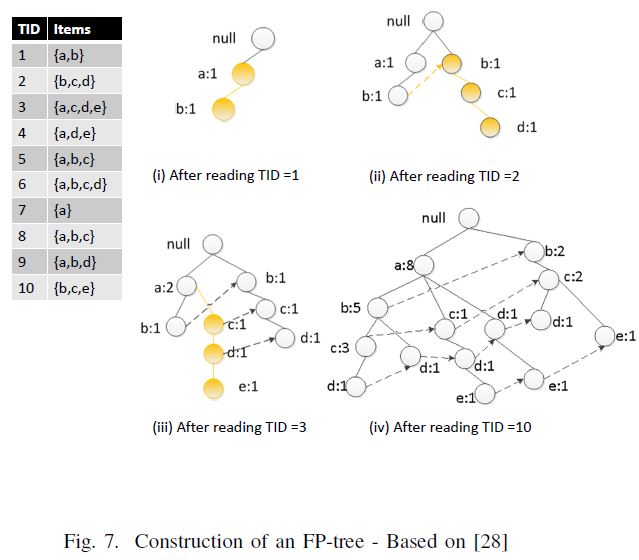 TID Items
1 {a,b}
2 {b,c,d}
3 {a,c,d,e}
4 {a,d,e}
5 {a,b,c}
6 {a,b,c,d}
7 {a}
8 {a,b,c}
9 {a,b,d}
10 {b,c,e}
null
a:1
b:1
(i) After reading TID =1
null
a:1
b:1
b:1
c:1
d:1
(ii) After reading TID =2
null
a:2
b:1
b:1
c:1
c:1
d:1
d:1
e:1
(iii) After reading TID =3
null
a:8
b:2
c:2
b:5
c:1
d:1
d:1
e:1
c:3
d:1
d:1
d:1
e:1
e:1
(iv) After reading TID =10
Fig. 7. Construction of an FP-tree - Based on [28]